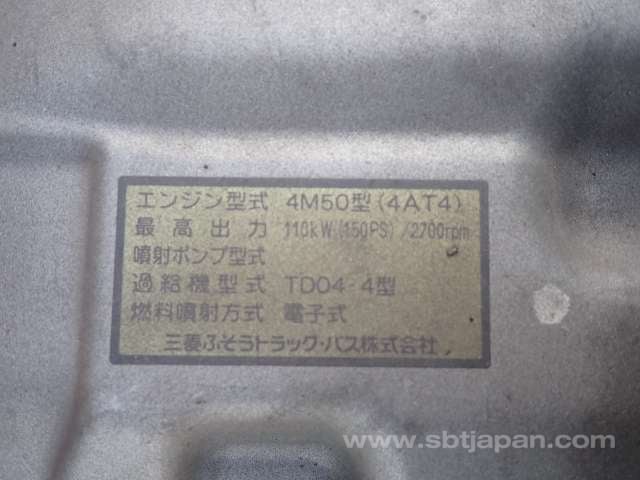 エンジン型式 4M50型(4AT4)
最高出力 110kW(150PS)/2700rpm
噴射ポンプ型式
過給機型式 TD04-4型
燃料噴射方式 電子式
三菱ふそうトラック・バス株式会社
www.sbtjapan.com